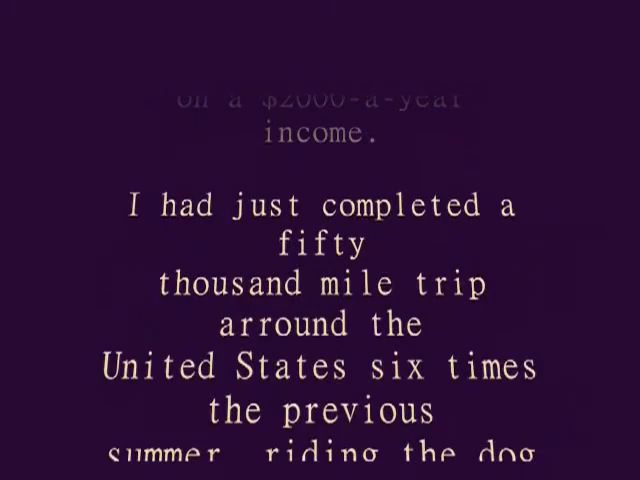 on a $2000-a-year
income.
I had just completed a
fifty
thousand mile trip
arround the
United States six times
the previous
summer, riding the dog